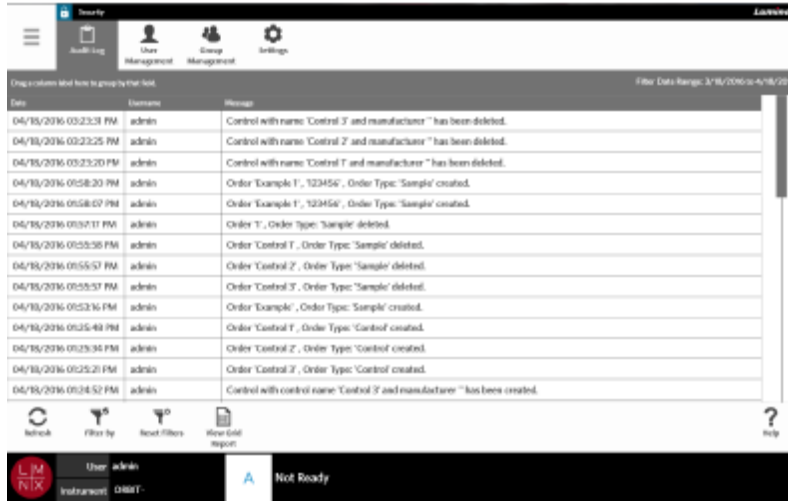 Security
Lumine
Audit Log
User Management
Group Management
Settings
Drag a column label here to group by that field.
Filter Date Range: 3/18/2016 to 4/18/20
Date Username Message
04/18/2016 03:23:31 PM admin Control with name 'Control 3' and manufacturer '' has been deleted.
04/18/2016 03:23:25 PM admin Control with name 'Control 2' and manufacturer '' has been deleted.
04/18/2016 03:23:20 PM admin Control with name 'Control 1' and manufacturer '' has been deleted.
04/18/2016 01:58:20 PM admin Order 'Example 1', '123456' , Order Type: 'Sample' created.
04/18/2016 01:58:07 PM admin Order 'Example 1', '123456' , Order Type: 'Sample' created.
04/18/2016 01:57:17 PM admin Order '1' , Order Type: 'Sample' deleted.
04/18/2016 01:55:58 PM admin Order 'Control 1' , Order Type: 'Sample' deleted.
04/18/2016 01:55:57 PM admin Order 'Control 2' , Order Type: 'Sample' deleted.
04/18/2016 01:55:57 PM admin Order 'Control 3' , Order Type: 'Sample' deleted.
04/18/2016 01:53:16 PM admin Order 'Example' , Order Type: 'Sample' created.
04/18/2016 01:25:48 PM admin Order 'Control 1' , Order Type: 'Control' created.
04/18/2016 01:25:34 PM admin Order 'Control 2' , Order Type: 'Control' created.
04/18/2016 01:25:21 PM admin Order 'Control 3' , Order Type: 'Control' created.
04/18/2016 01:24:52 PM admin Control with control name 'Control 3' and manufacturer '' has been created.
Refresh
Filter by
Reset Filters
View Grid Report
Help
LM
NX
User admin
Instrument ORBIT-
A
Not Ready